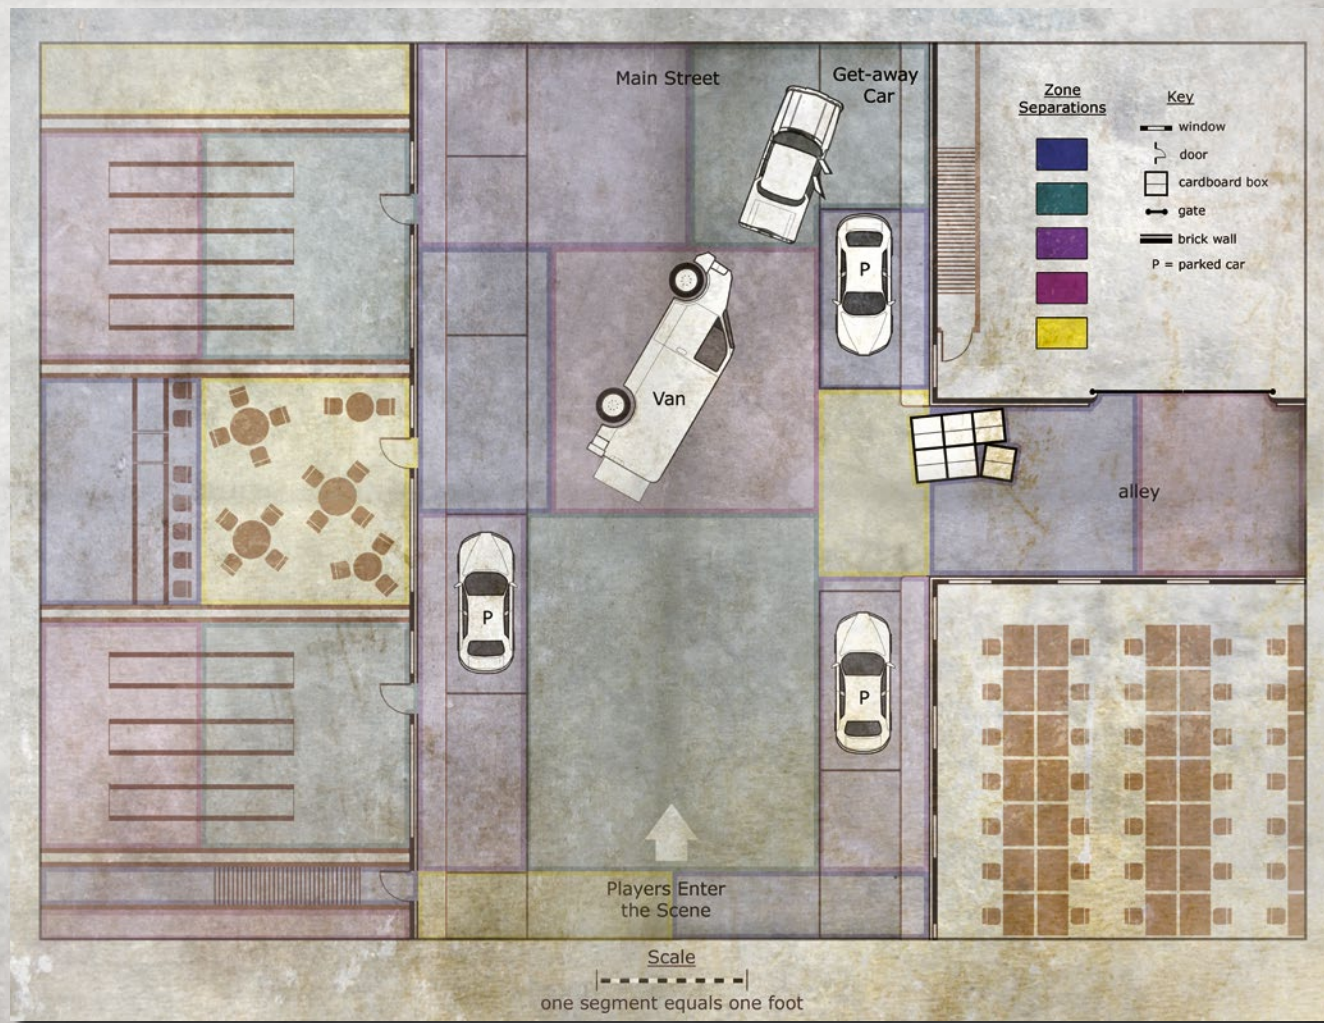 Main Street
Get-away
Car
Zone
Separations
Key
window
door
cardboard box
gate
brick wall
P = parked car
P
Van
alley
P
P
Players Enter
the Scene
Scale
one segment equals one foot